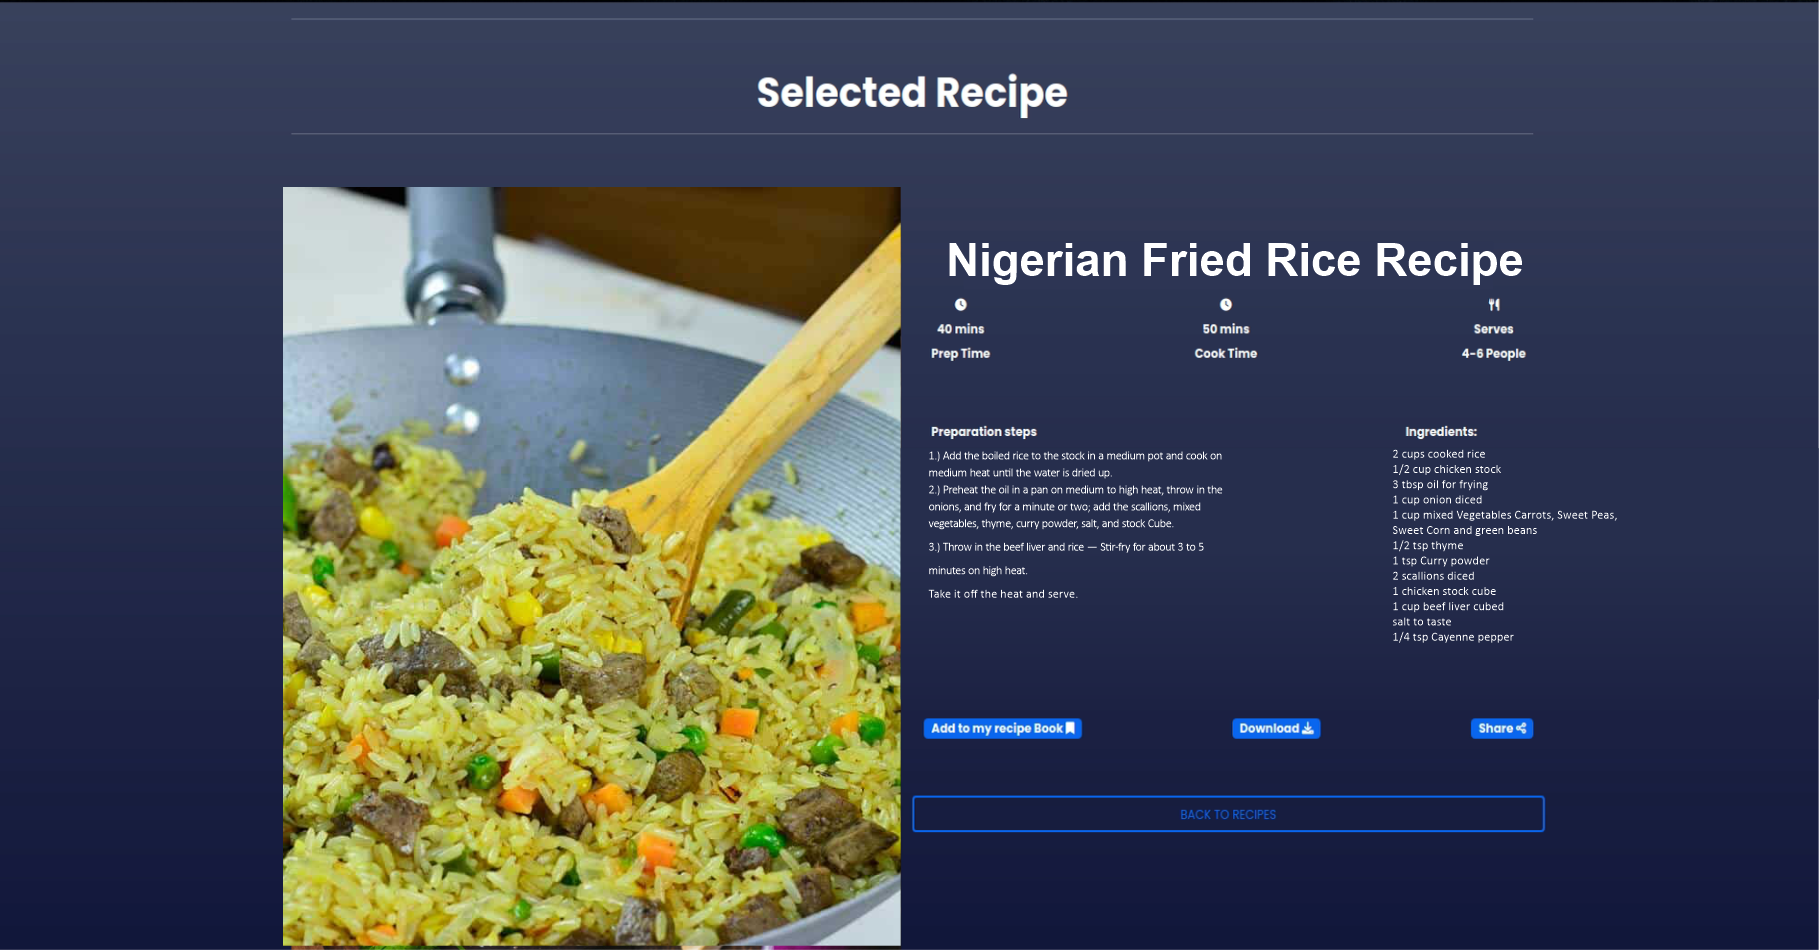 Selected Recipe
Nigerian Fried Rice Recipe
40 mins
Prep Time
50 mins
Cook Time
Serves
4-6 People
Preparation steps
1.) Add the boiled rice to the stock in a medium pot and cook on
medium heat until the water is dried up.
2.) Preheat the oil in a pan on medium to high heat, throw in the
onions, and fry for a minute or two; add the scallions, mixed
vegetables, thyme, curry powder, salt, and stock Cube.
3.) Throw in the beef liver and rice — Stir-fry for about 3 to 5
minutes on high heat.
Take it off the heat and serve.
Ingredients:
2 cups cooked rice
1/2 cup chicken stock
3 tbsp oil for frying
1 cup onion diced
1 cup mixed Vegetables Carrots, Sweet Peas,
Sweet Corn and green beans
1/2 tsp thyme
1 tsp Curry powder
2 scallions diced
1 chicken stock cube
1 cup beef liver cubed
salt to taste
1/4 tsp Cayenne pepper
Add to my recipe Book
Download
Share
BACK TO RECIPES